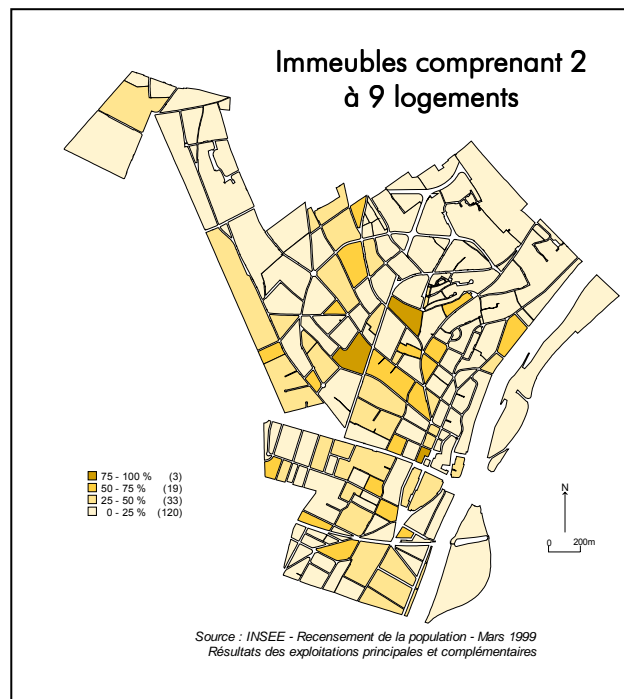 Immeubles comprenant 2
à 9 logements
75 - 100 % (3)
50 - 75 % (19)
25 - 50 % (33)
0 - 25 % (120)
N
0 200m
Source : INSEE - Recensement de la population - Mars 1999
Résultats des exploitations principales et complémentaires